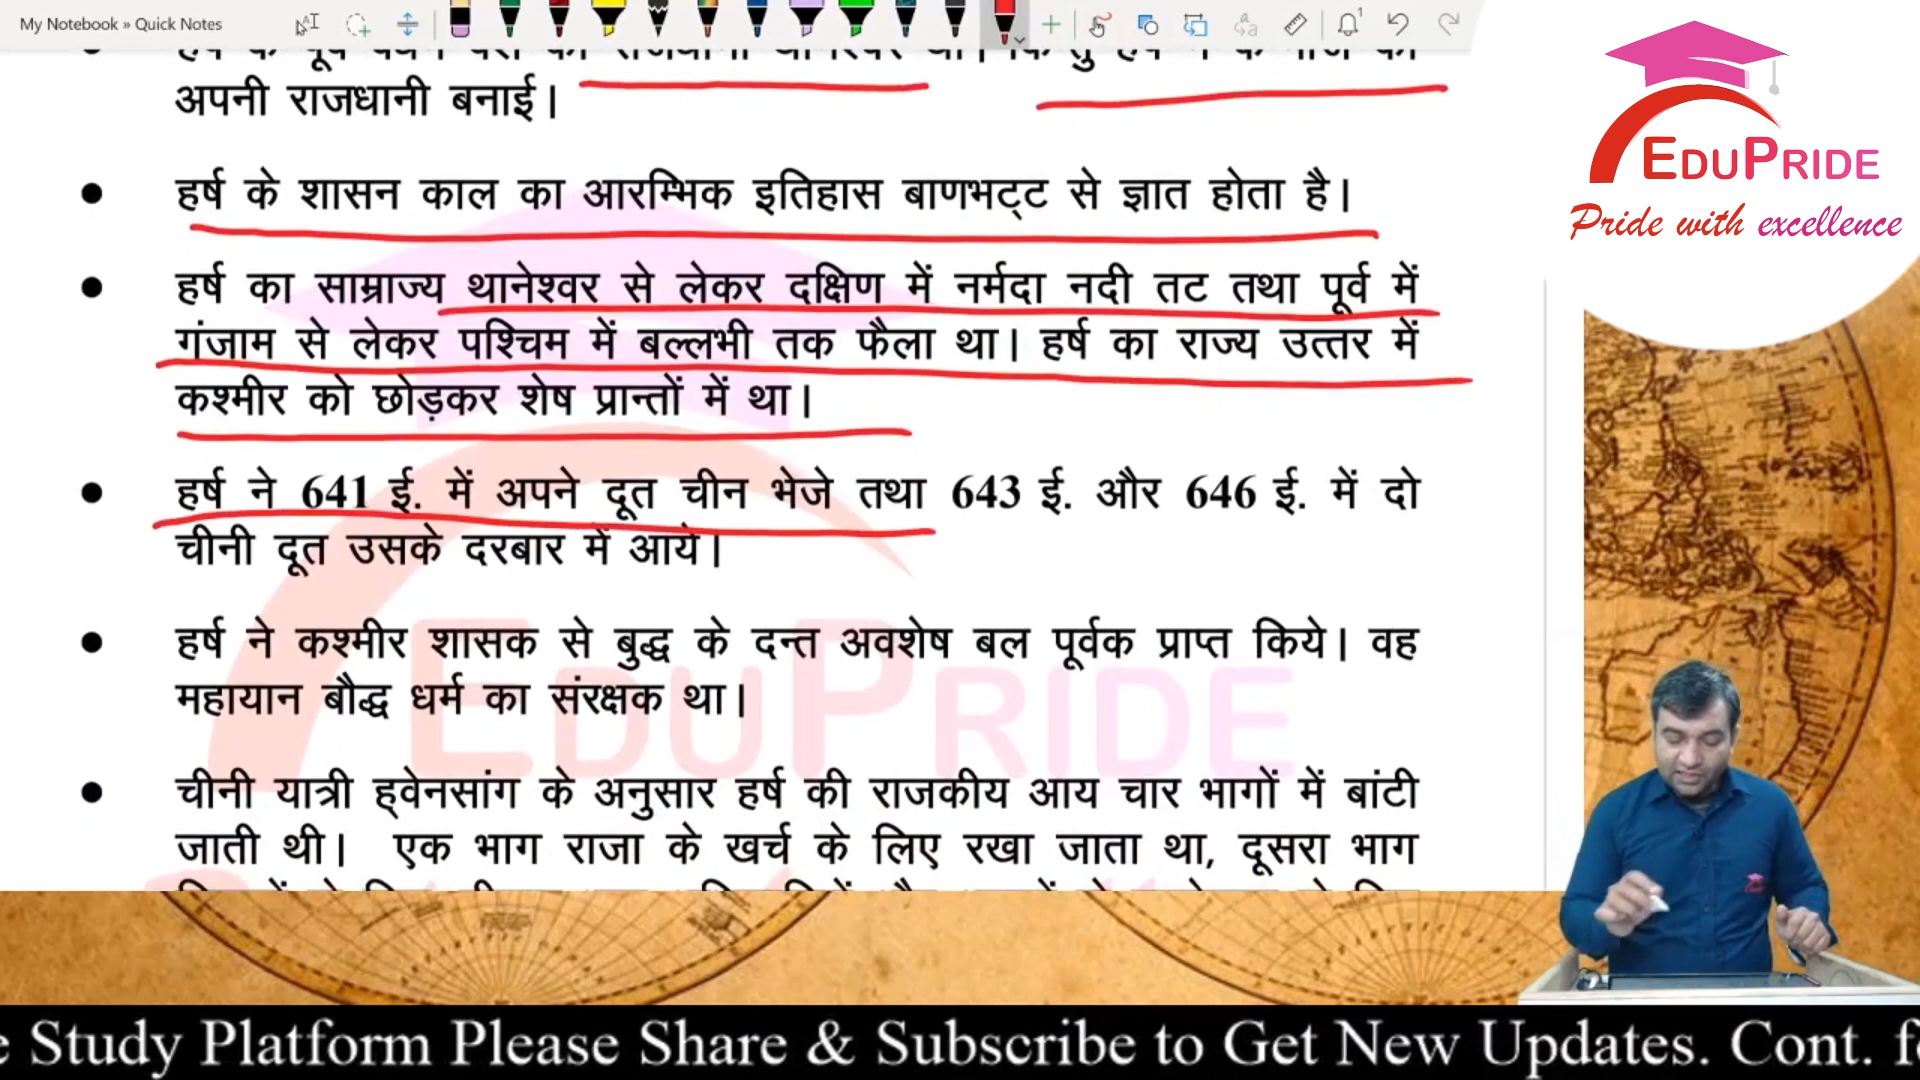 My Notebook » Quick Notes
अपनी राजधानी बनाई।
● हर्ष के शासन काल का आरम्भिक इतिहास बाणभट्‌ट से ज्ञात होता है।
● हर्ष का साम्राज्य थानेश्वर से लेकर दक्षिण में नर्मदा नदी तट तथा पूर्व में
गंजाम से लेकर पश्चिम में बल्लभी तक फैला था। हर्ष का राज्य उत्तर में
कश्मीर को छोड़कर शेष प्रान्तों में था।
● हर्ष ने 641 ई. में अपने दूत चीन भेजे तथा 643 ई. और 646 ई. में दो
चीनी दूत उसके दरबार में आये।
● हर्ष ने कश्मीर शासक से बुद्ध के दन्त अवशेष बल पूर्वक प्राप्त किये। वह
महायान बौद्ध धर्म का संरक्षक था।
● चीनी यात्री ह्वेनसांग के अनुसार हर्ष की राजकीय आय चार भागों में बांटी
जाती थी। एक भाग राजा के खर्च के लिए रखा जाता था, दूसरा भाग
EDUPRIDE
EDUPRIDE
Pride with excellence
Study Platform Please Share & Subscribe to Get New Updates. Cont.